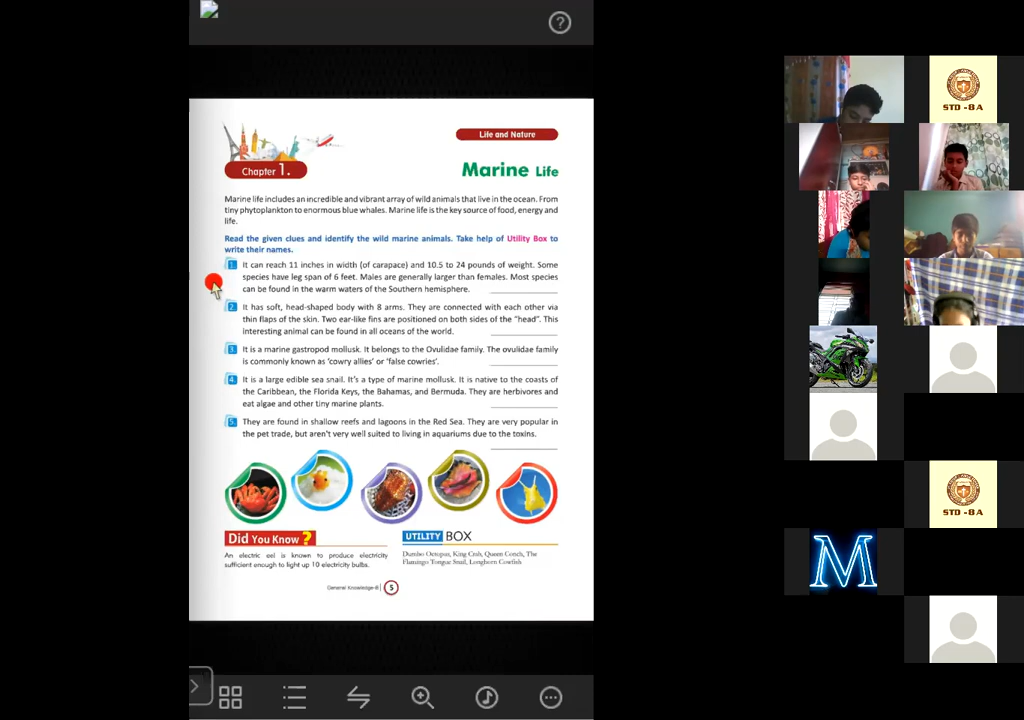 Life and Nature
Chapter 1.
Marine Life
Marine life includes an incredible and vibrant array of wild animals that live in the ocean. From
tiny phytoplankton to enormous blue whales. Marine life is the key source of food, energy and
life.
Read the given clues and identify the wild marine animals. Take help of Utility Box to
write their names.
1. It can reach 11 inches in width (of carapace) and 10.5 to 24 pounds of weight. Some
species have leg span of 6 feet. Males are generally larger than females. Most species
can be found in the warm waters of the Southern hemisphere.
2. It has soft, head-shaped body with 8 arms. They are connected with each other via
thin flaps of the skin. Two ear-like fins are positioned on both sides of the "head". This
interesting animal can be found in all oceans of the world.
3. It is a marine gastropod mollusk. It belongs to the Ovulidae family. The ovulidae family
is commonly known as 'cowry allies' or 'false cowries'.
4. It is a large edible sea snail. It's a type of marine mollusk. It is native to the coasts of
the Caribbean, the Florida Keys, the Bahamas, and Bermuda. They are herbivores and
eat algae and other tiny marine plants.
5. They are found in shallow reefs and lagoons in the Red Sea. They are very popular in
the pet trade, but aren't very well suited to living in aquariums due to the toxins.
Did You Know?
An electric eel is known to produce electricity
sufficient enough to light up 10 electricity bulbs.
UTILITY BOX
Dumbo Octopus, King Crab, Queen Conch, The
Flamingo Tongue Snail, Longhorn Cowfish
General Knowledge-8 | 5
STD -8A
STD -8A
M